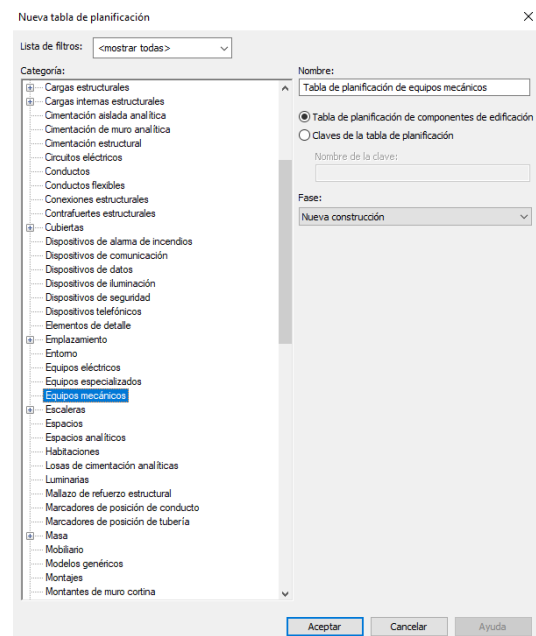 Nueva tabla de planificación
Lista de filtros: <mostrar todas>
Categoría:
Cargas estructurales
Cargas internas estructurales
Cimentación aislada analítica
Cimentación de muro analítica
Cimentación estructural
Circuitos eléctricos
Conductos
Conductos flexibles
Conexiones estructurales
Contrafuertes estructurales
Cubiertas
Dispositivos de alarma de incendios
Dispositivos de comunicación
Dispositivos de datos
Dispositivos de iluminación
Dispositivos de seguridad
Dispositivos telefónicos
Elementos de detalle
Emplazamiento
Entorno
Equipos eléctricos
Equipos especializados
Equipos mecánicos
Escaleras
Espacios
Espacios analíticos
Habitaciones
Losas de cimentación analíticas
Luminarias
Mallazo de refuerzo estructural
Marcadores de posición de conducto
Marcadores de posición de tubería
Masa
Mobiliario
Modelos genéricos
Montajes
Montantes de muro cortina
Nombre:
Tabla de planificación de equipos mecánicos
Tabla de planificación de componentes de edificación
Claves de la tabla de planificación
Nombre de la clave:
Fase:
Nueva construcción
Aceptar Cancelar Ayuda